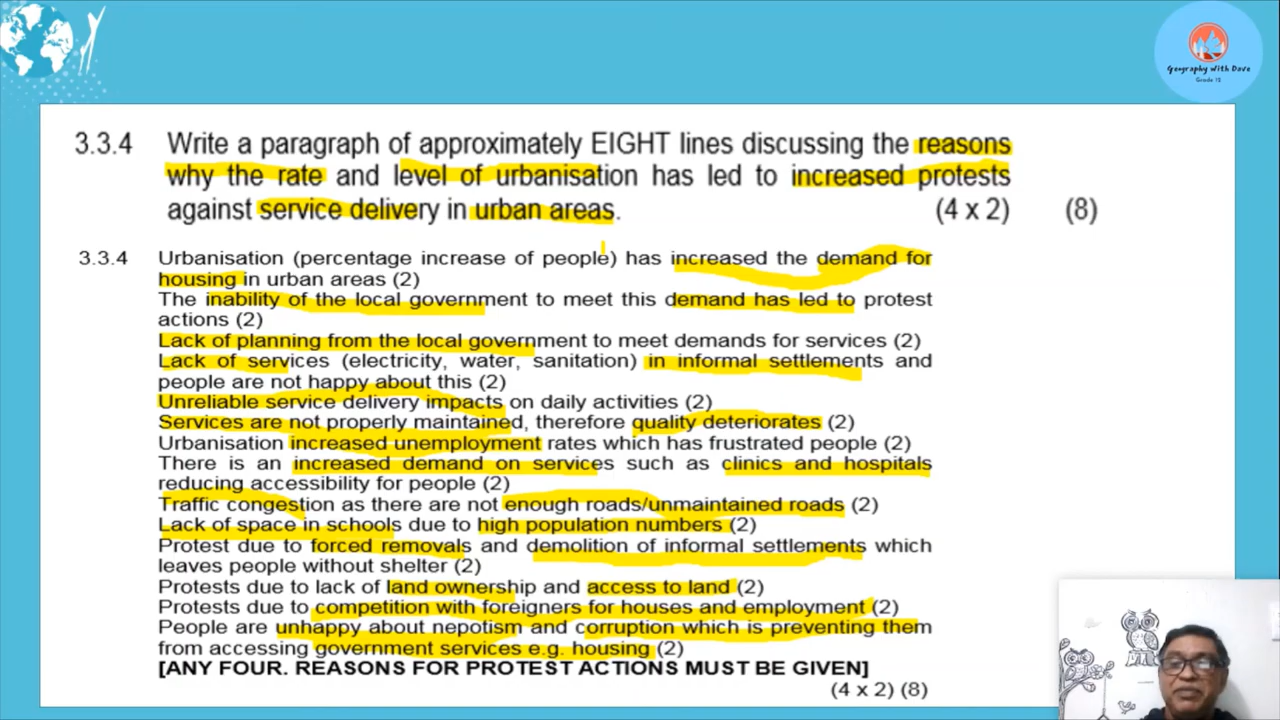 Geography With Dave
Grade 12
3.3.4 Write a paragraph of approximately EIGHT lines discussing the reasons
why the rate and level of urbanisation has led to increased protests
against service delivery in urban areas. (4 x 2) (8)
3.3.4 Urbanisation (percentage increase of people) has increased the demand for
housing in urban areas (2)
The inability of the local government to meet this demand has led to protest
actions (2)
Lack of planning from the local government to meet demands for services (2)
Lack of services (electricity, water, sanitation) in informal settlements and
people are not happy about this (2)
Unreliable service delivery impacts on daily activities (2)
Services are not properly maintained, therefore quality deteriorates (2)
Urbanisation increased unemployment rates which has frustrated people (2)
There is an increased demand on services such as clinics and hospitals
reducing accessibility for people (2)
Traffic congestion as there are not enough roads/unmaintained roads (2)
Lack of space in schools due to high population numbers (2)
Protest due to forced removals and demolition of informal settlements which
leaves people without shelter (2)
Protests due to lack of land ownership and access to land (2)
Protests due to competition with foreigners for houses and employment (2)
People are unhappy about nepotism and corruption which is preventing them
from accessing government services e.g. housing (2)
[ANY FOUR. REASONS FOR PROTEST ACTIONS MUST BE GIVEN]
(4 x 2) (8)